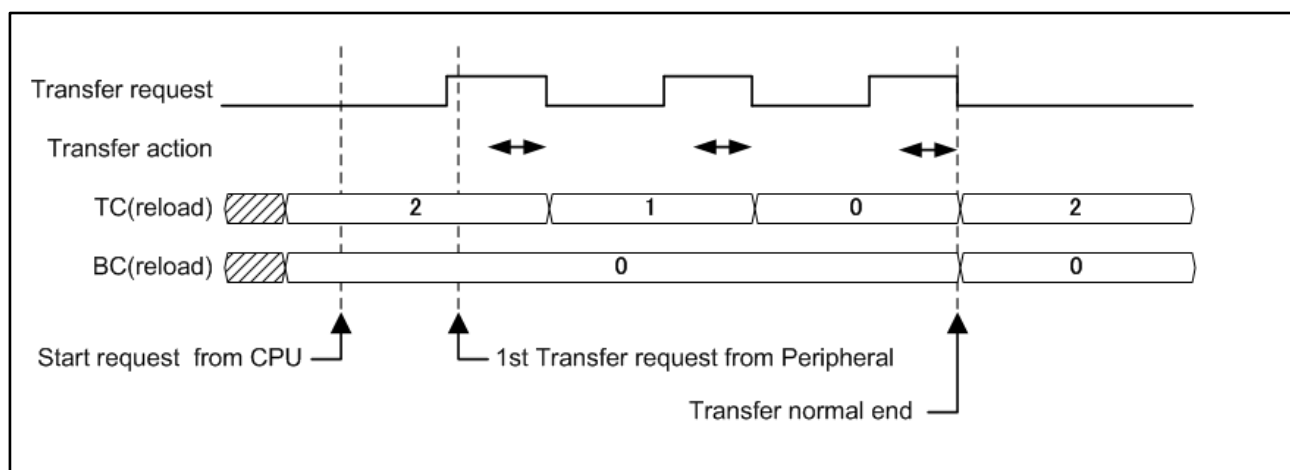 Transfer request
Transfer action
TC(reload) 2 1 0 2
BC(reload) 0 0
Start request from CPU 1st Transfer request from Peripheral
Transfer normal end